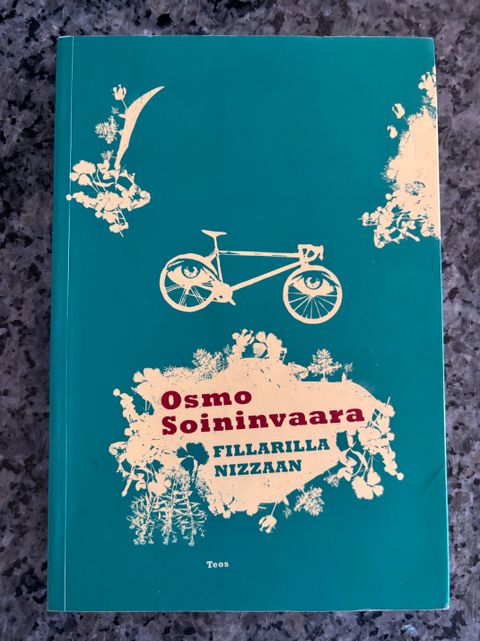 Osmo
Soininvaara
FILLARILLA
NIZZAAN
Teos